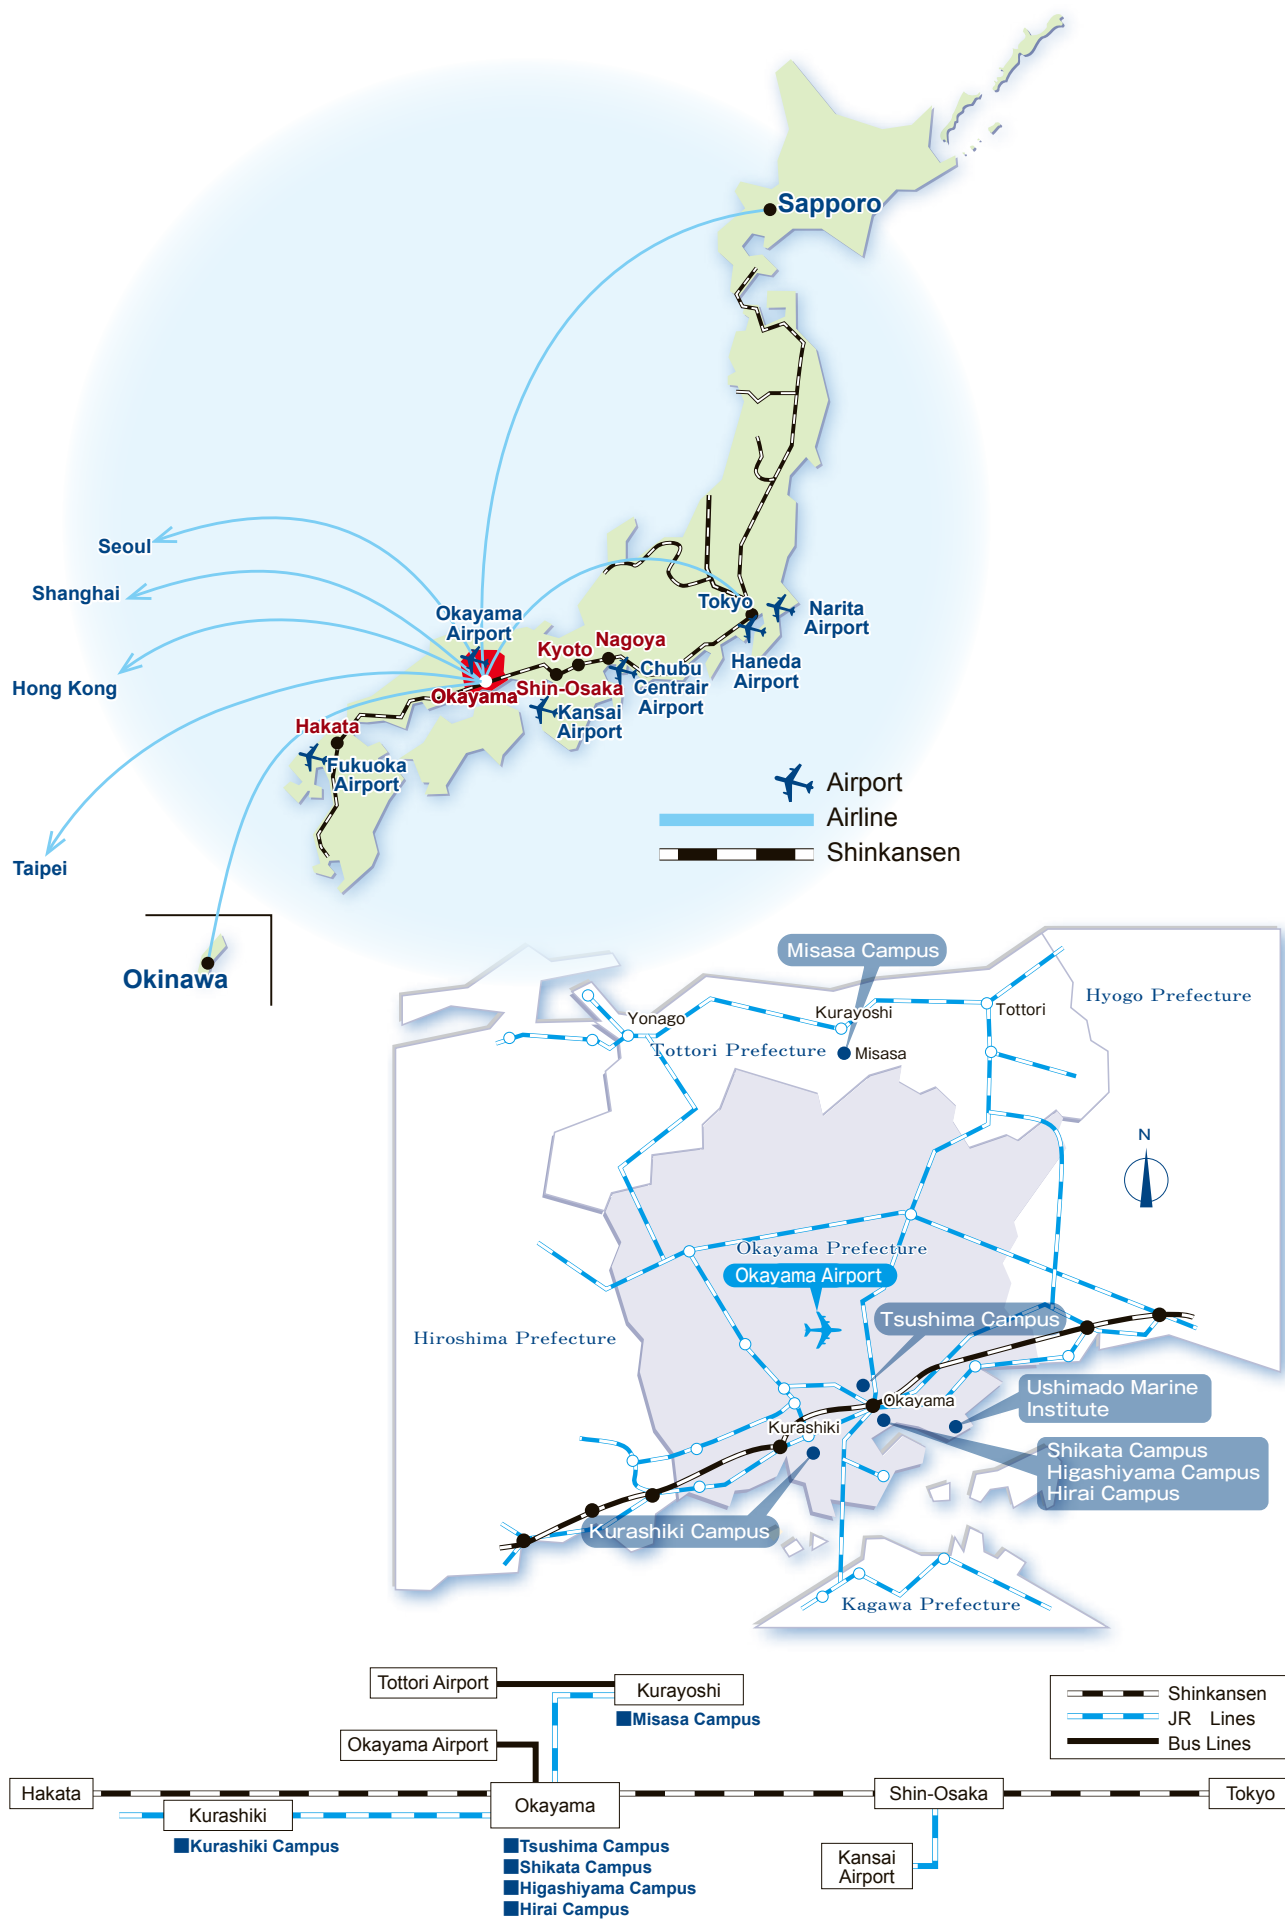 Sapporo
Seoul
Shanghai
Hong Kong
Taipei
Okinawa
Okayama
Airport
Okayama
Kyoto
Nagoya
Shin-Osaka
Tokyo
Narita
Airport
Haneda
Airport
Chubu
Centrair
Airport
Kansai
Airport
Hakata
Fukuoka
Airport
Airport
Airline
Shinkansen
Misasa Campus
Hyogo Prefecture
Yonago
Kurayoshi
Tottori
Tottori Prefecture
Misasa
N
Okayama Prefecture
Okayama Airport
Tsushima Campus
Hiroshima Prefecture
Okayama
Ushimado Marine
Institute
Kurashiki
Shikata Campus
Higashiyama Campus
Hirai Campus
Kurashiki Campus
Kagawa Prefecture
Tottori Airport
Kurayoshi
Misasa Campus
Shinkansen
JR Lines
Bus Lines
Okayama Airport
Hakata
Kurashiki
Kurashiki Campus
Okayama
Tsushima Campus
Shikata Campus
Higashiyama Campus
Hirai Campus
Shin-Osaka
Tokyo
Kansai
Airport